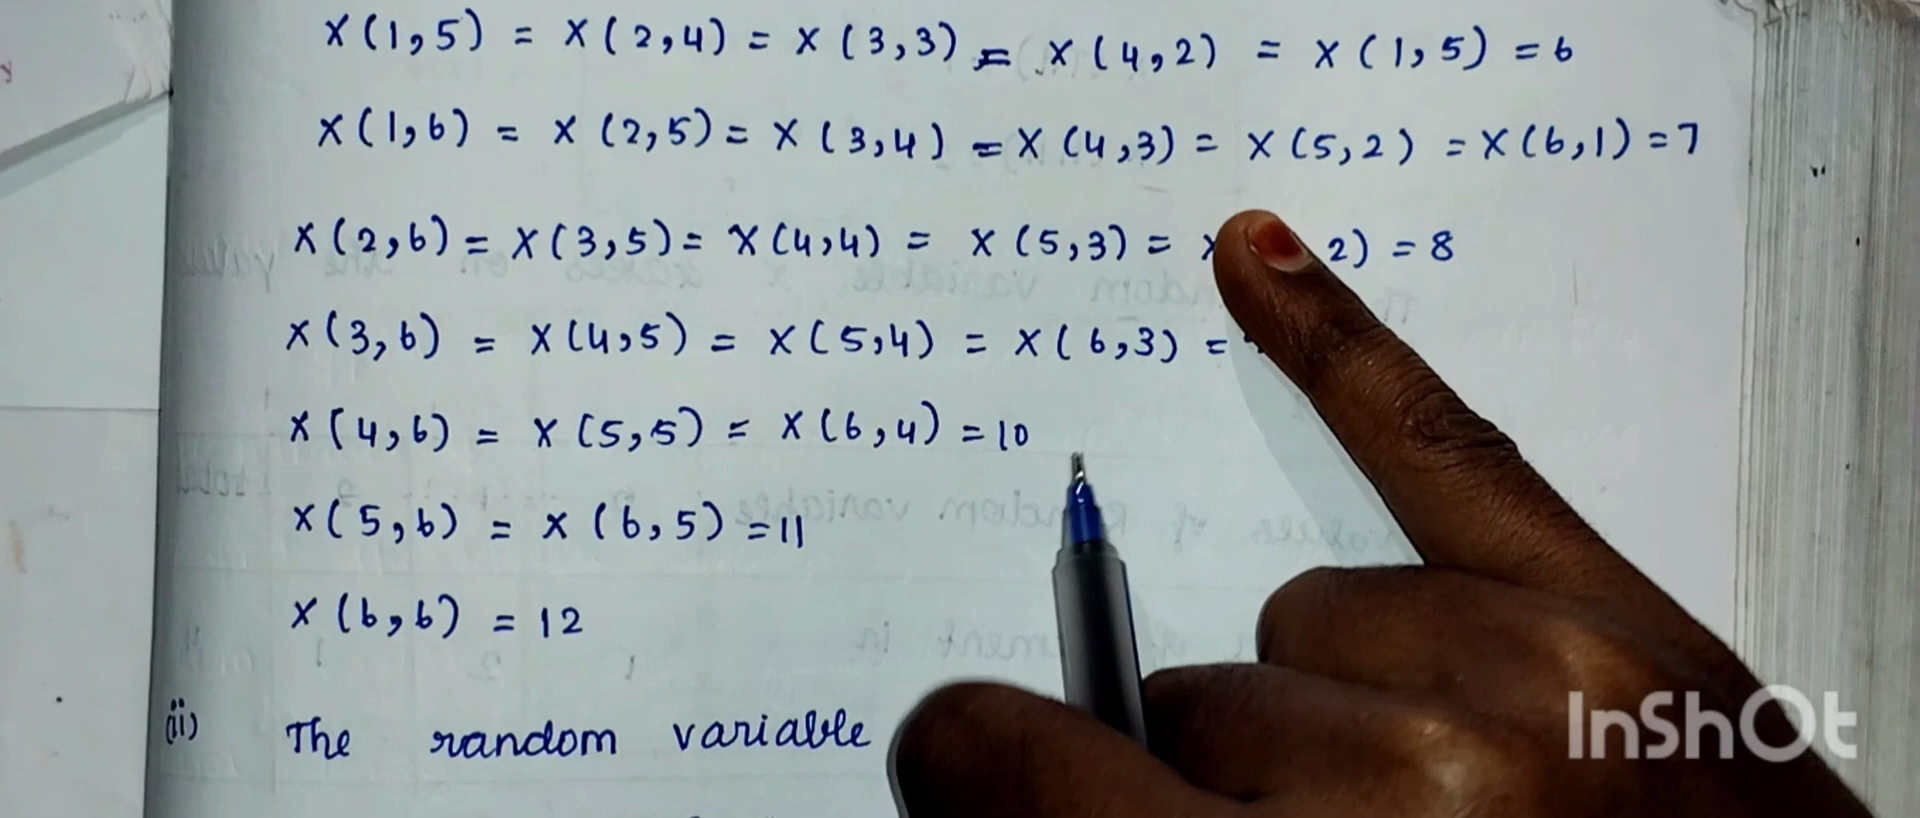 X(1,5) = X(2,4) = X(3,3) = X(4,2) = X(1,5) = 6
X(1,6) = X(2,5) = X(3,4) = X(4,3) = X(5,2) = X(6,1) = 7
X(2,6) = X(3,5) = X(4,4) = X(5,3) = 2) = 8
X(3,6) = X(4,5) = X(5,4) = X(6,3) =
X(4,6) = X(5,5) = X(6,4) = 10
X(5,6) = X(6,5) = 11
X(6,6) = 12
(ii) The random variable
InShOt